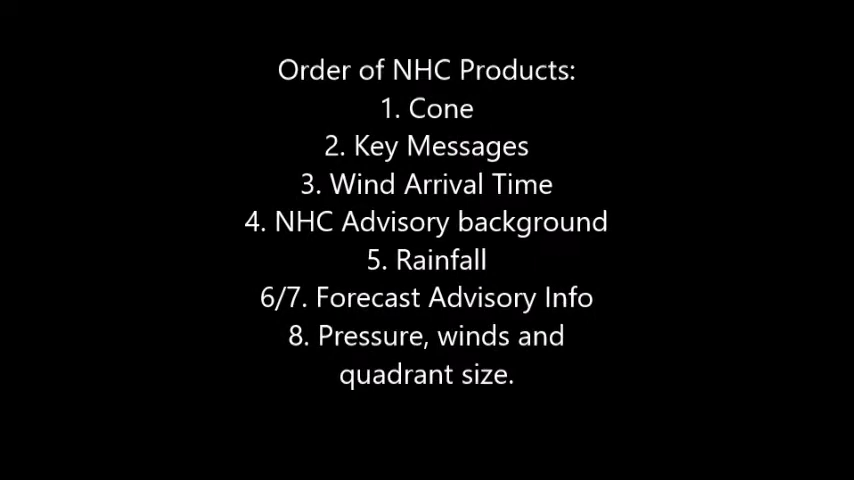 Order of NHC Products:
1. Cone
2. Key Messages
3. Wind Arrival Time
4. NHC Advisory background
5. Rainfall
6/7. Forecast Advisory Info
8. Pressure, winds and
quadrant size.